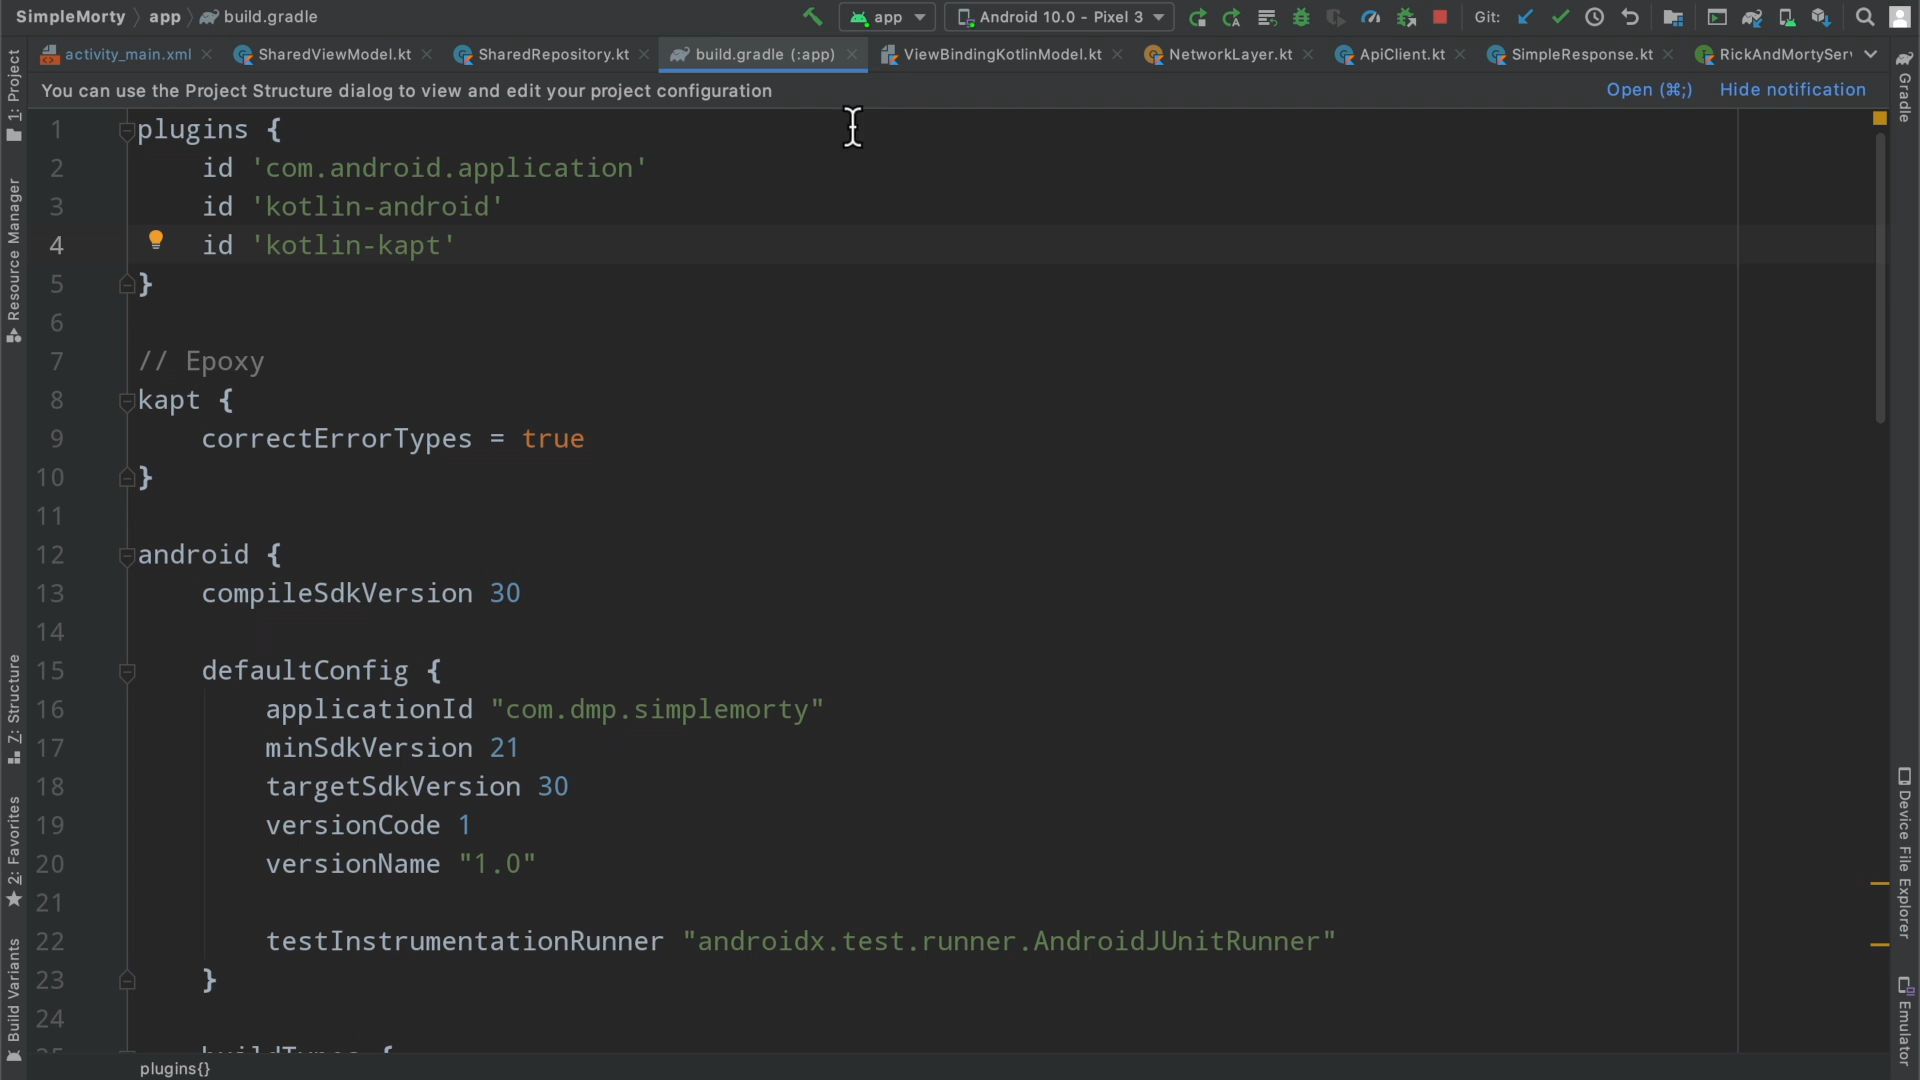 SimpleMorty app build.gradle app Android 10.0 - Pixel 3 Git:
activity_main.xml SharedViewModel.kt SharedRepository.kt build.gradle (:app) ViewBindingKotlinModel.kt NetworkLayer.kt ApiClient.kt SimpleResponse.kt RickAndMortySer
You can use the Project Structure dialog to view and edit your project configuration Open (⌘;) Hide notification
1: Project
Resource Manager
Z: Structure
2: Favorites
Build Variants
1 plugins {
2 id 'com.android.application'
3 id 'kotlin-android'
4 id 'kotlin-kapt'
5 }
6
7 // Epoxy
8 kapt {
9 correctErrorTypes = true
10 }
11
12 android {
13 compileSdkVersion 30
14
15 defaultConfig {
16 applicationId "com.dmp.simplemorty"
17 minSdkVersion 21
18 targetSdkVersion 30
19 versionCode 1
20 versionName "1.0"
21
22 testInstrumentationRunner "androidx.test.runner.AndroidJUnitRunner"
23 }
24
plugins{}
Gradle
Device File Explorer
Emulator